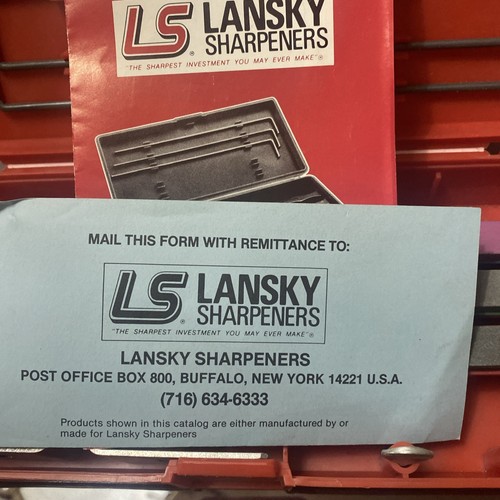 LS LANSKY
SHARPENERS
®
"THE SHARPEST INVESTMENT YOU MAY EVER MAKE"®
MAIL THIS FORM WITH REMITTANCE TO:
LS LANSKY
SHARPENERS
®
"THE SHARPEST INVESTMENT YOU MAY EVER MAKE"®
LANSKY SHARPENERS
POST OFFICE BOX 800, BUFFALO, NEW YORK 14221 U.S.A.
(716) 634-6333
Products shown in this catalog are either manufactured by or
made for Lansky Sharpeners